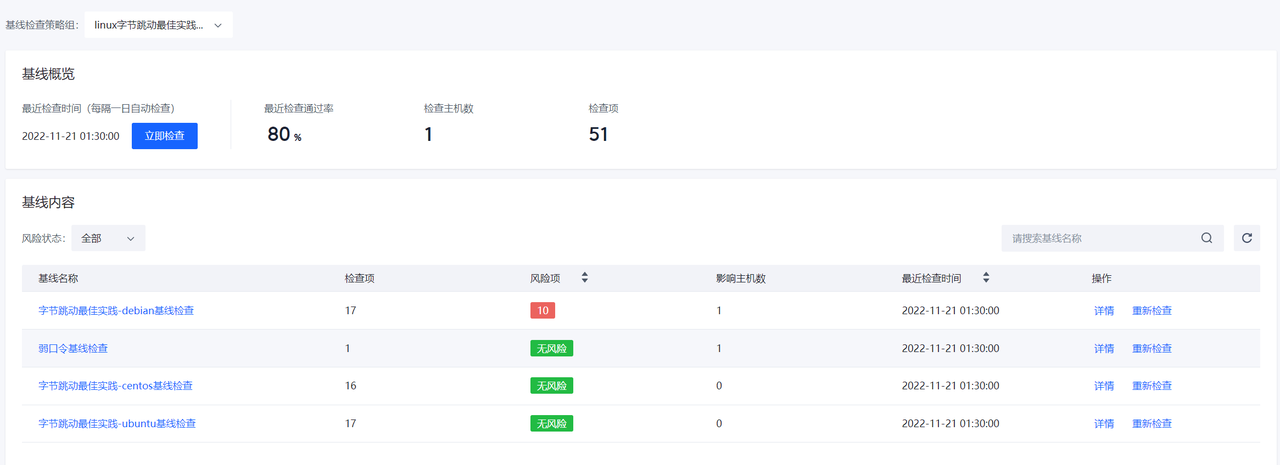 基线检查策略组： linux字节跳动最佳实践...
基线概览
最近检查时间（每隔一日自动检查） 最近检查通过率 检查主机数 检查项
2022-11-21 01:30:00 立即检查 80 % 1 51
基线内容
风险状态： 全部 请搜索基线名称
基线名称 检查项 风险项 影响主机数 最近检查时间 操作
字节跳动最佳实践-debian基线检查 17 10 1 2022-11-21 01:30:00 详情 重新检查
弱口令基线检查 1 无风险 1 2022-11-21 01:30:00 详情 重新检查
字节跳动最佳实践-centos基线检查 16 无风险 0 2022-11-21 01:30:00 详情 重新检查
字节跳动最佳实践-ubuntu基线检查 17 无风险 0 2022-11-21 01:30:00 详情 重新检查